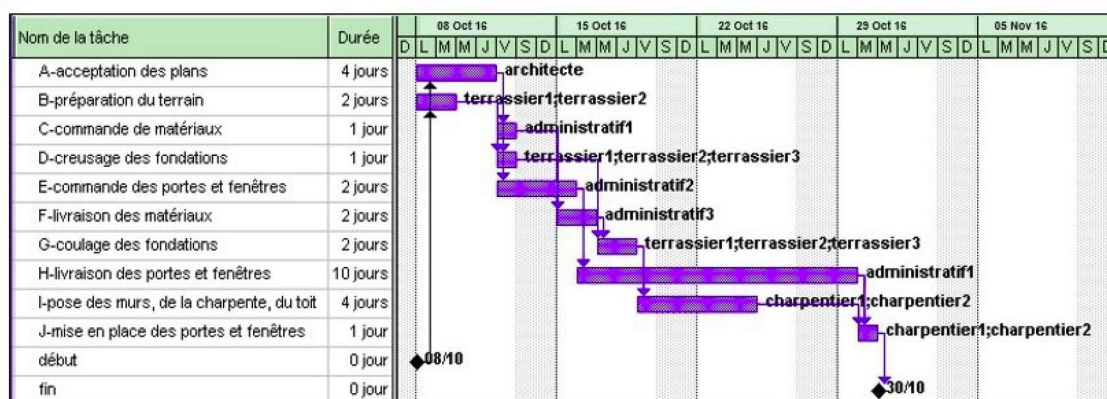 Nom de la tâche Durée 08 Oct 16 15 Oct 16 22 Oct 16 29 Oct 16 05 Nov 16
D L M M J V S D L M M J V S D L M M J V S D L M M J V S D L M M J V S D
A-acceptation des plans 4 jours architecte
B-préparation du terrain 2 jours terrassier1;terrassier2
C-commande de matériaux 1 jour administratif1
D-creusage des fondations 1 jour terrassier1;terrassier2;terrassier3
E-commande des portes et fenêtres 2 jours administratif2
F-livraison des matériaux 2 jours administratif3
G-coulage des fondations 2 jours terrassier1;terrassier2;terrassier3
H-livraison des portes et fenêtres 10 jours administratif1
I-pose des murs, de la charpente, du toit 4 jours charpentier1;charpentier2
J-mise en place des portes et fenêtres 1 jour charpentier1;charpentier2
début 0 jour 08/10
fin 0 jour 30/10